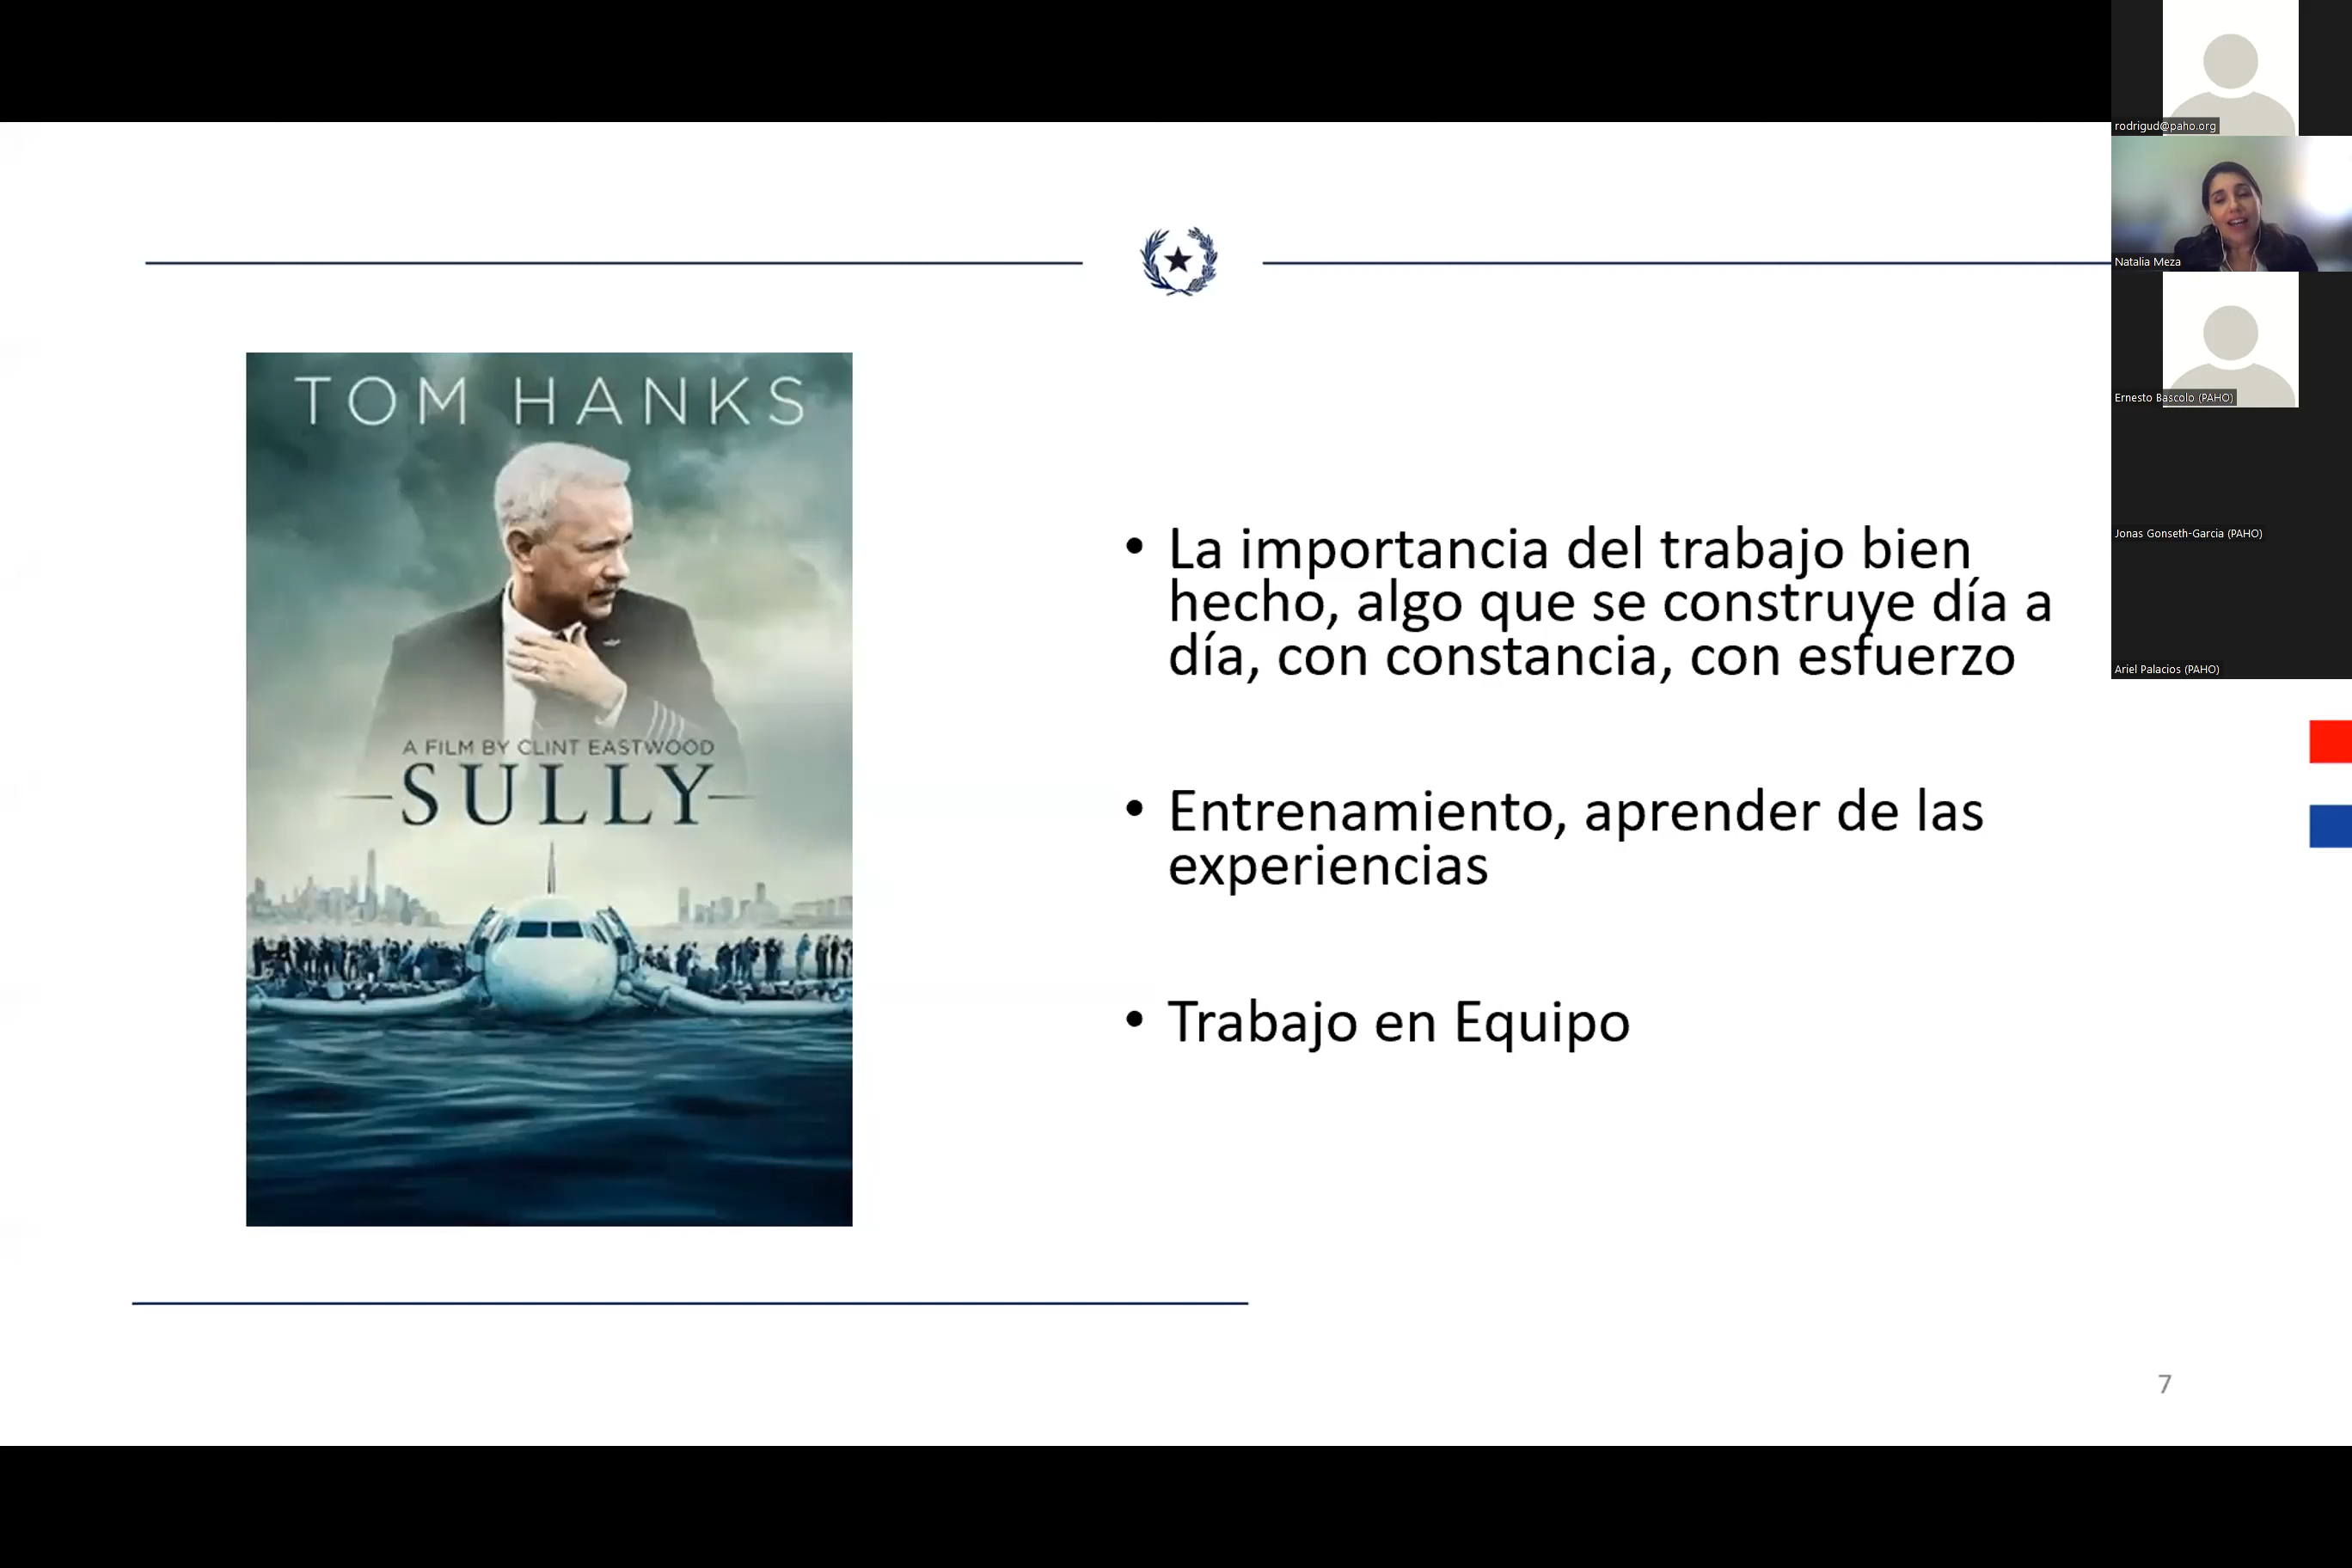 TOM HANKS
A FILM BY CLINT EASTWOOD
SULLY
• La importancia del trabajo bien
hecho, algo que se construye día a
día, con constancia, con esfuerzo
• Entrenamiento, aprender de las
experiencias
• Trabajo en Equipo
7
rodrigud@paho.org
Natalia Meza
Ernesto Bascolo (PAHO)
Jonas Gonseth-Garcia (PAHO)
Ariel Palacios (PAHO)